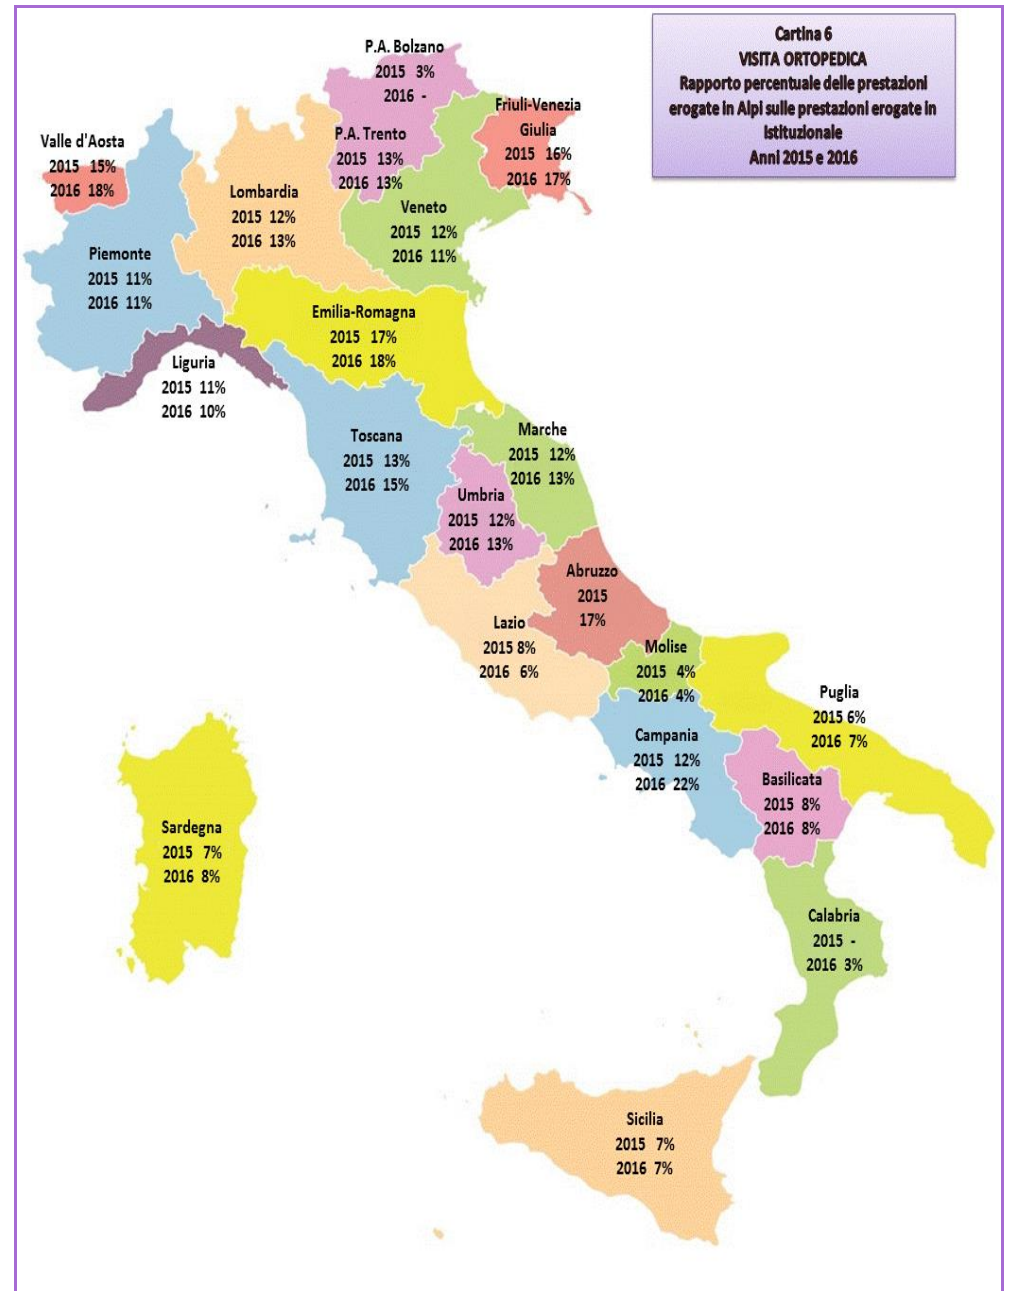 Cartina 6
VISITA ORTOPEDICA
Rapporto percentuale delle prestazioni
erogate in Alpi sulle prestazioni erogate in
Istituzionale
Anni 2015 e 2016
P.A. Bolzano
2015 3%
2016 -
Friuli-Venezia
Giulia
2015 16%
2016 17%
P.A. Trento
2015 13%
2016 13%
Valle d'Aosta
2015 15%
2016 18%
Lombardia
2015 12%
2016 13%
Veneto
2015 12%
2016 11%
Piemonte
2015 11%
2016 11%
Emilia-Romagna
2015 17%
2016 18%
Liguria
2015 11%
2016 10%
Toscana
2015 13%
2016 15%
Marche
2015 12%
2016 13%
Umbria
2015 12%
2016 13%
Abruzzo
2015
17%
Lazio
2015 8%
2016 6%
Molise
2015 4%
2016 4%
Puglia
2015 6%
2016 7%
Campania
2015 12%
2016 22%
Basilicata
2015 8%
2016 8%
Sardegna
2015 7%
2016 8%
Calabria
2015 -
2016 3%
Sicilia
2015 7%
2016 7%